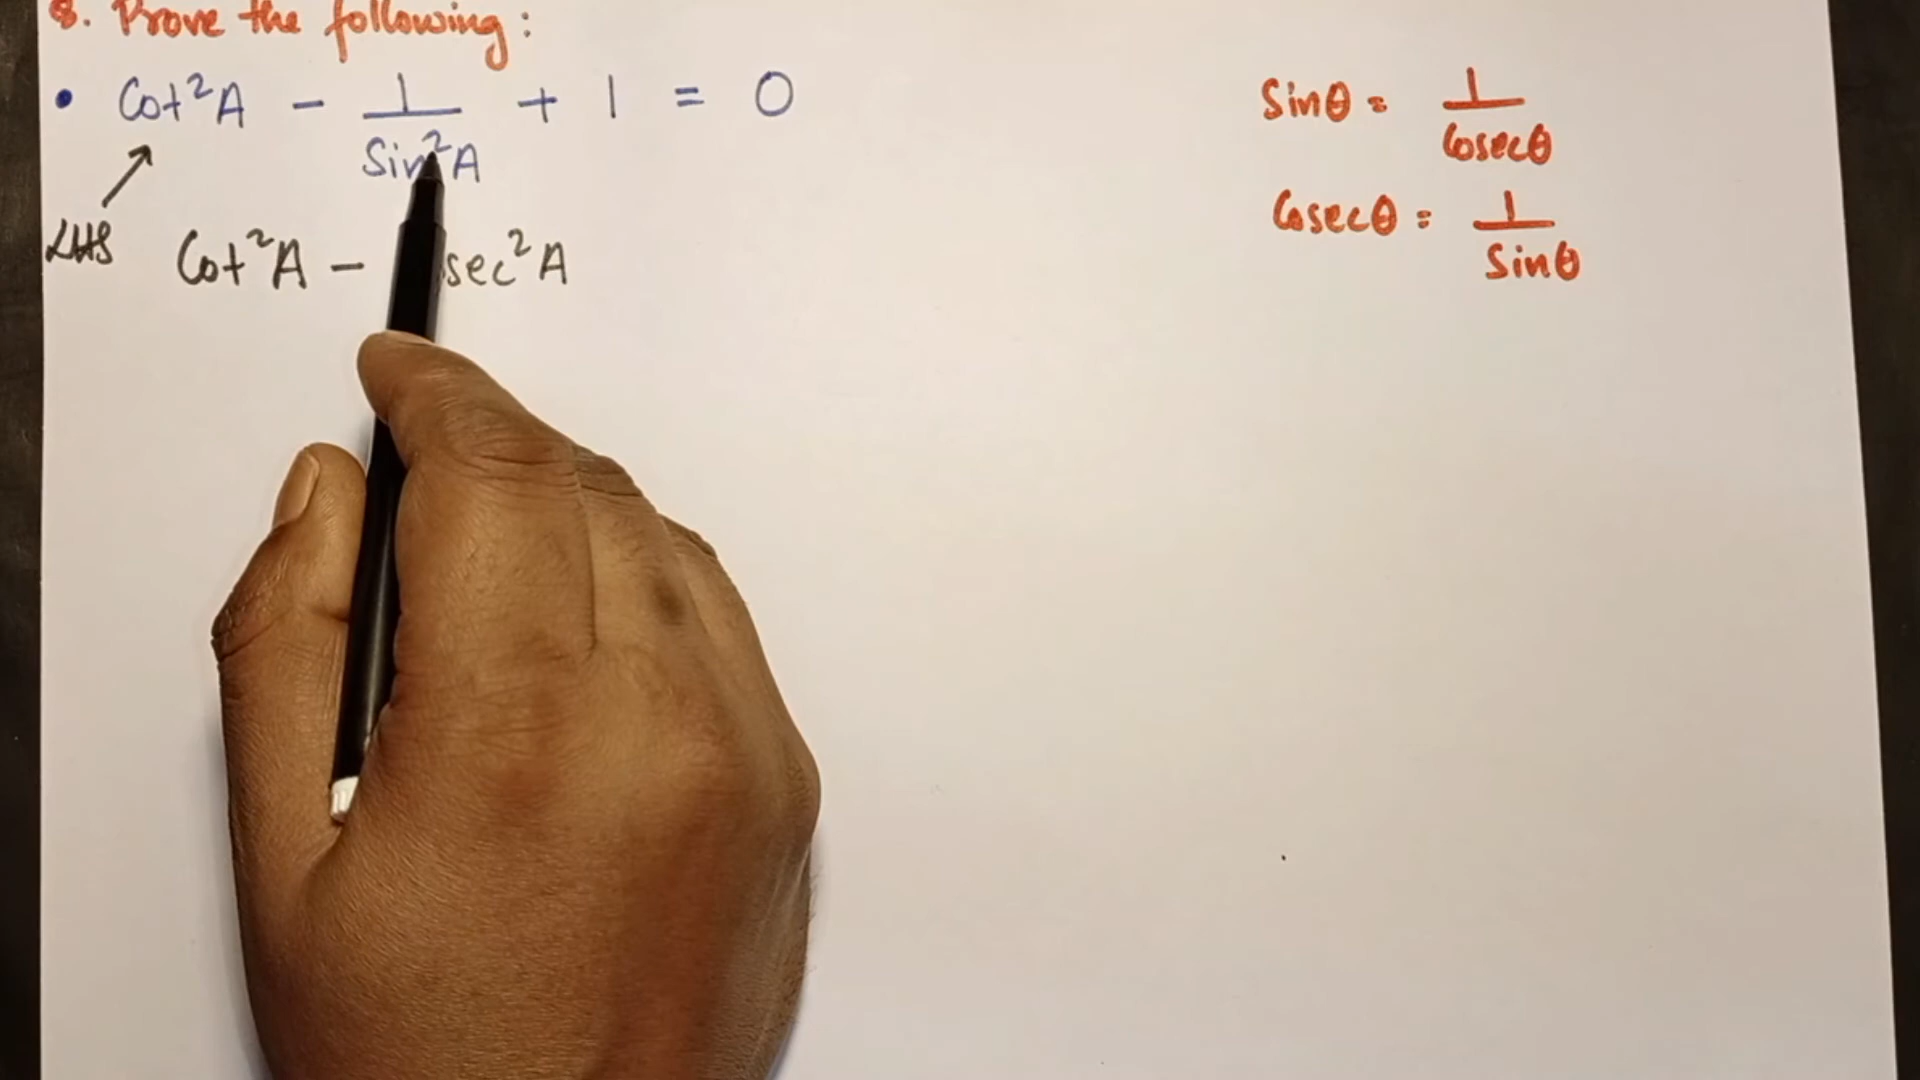 8. Prove the following:
• Cot²A - 1/Sin²A + 1 = 0
LHS
Cot²A - sec²A
Sinθ = 1/Cosecθ
Cosecθ = 1/Sinθ